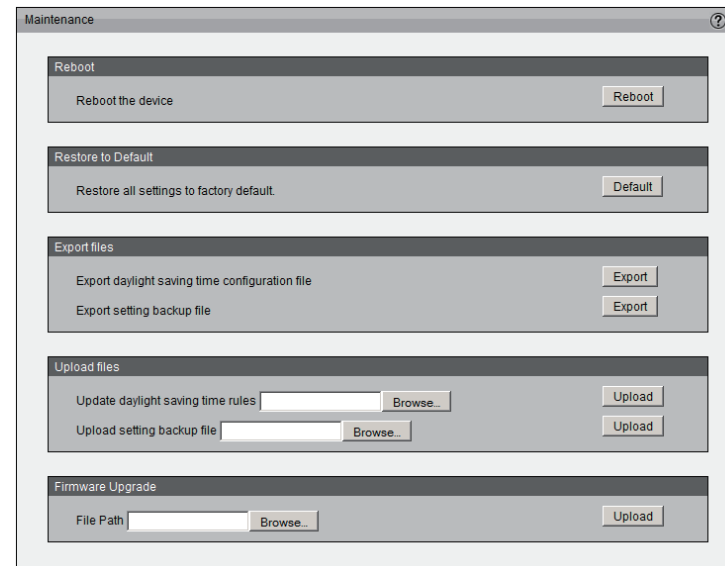 Maintenance ?
Reboot
Reboot the device Reboot
Restore to Default
Restore all settings to factory default. Default
Export files
Export daylight saving time configuration file Export
Export setting backup file Export
Upload files
Update daylight saving time rules Browse... Upload
Upload setting backup file Browse... Upload
Firmware Upgrade
File Path Browse... Upload